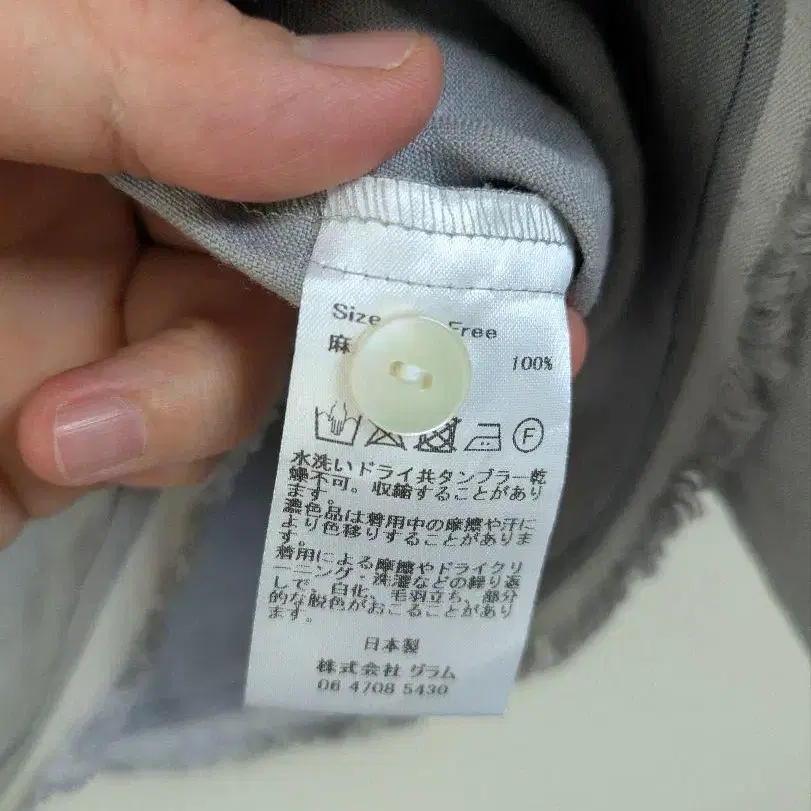 Size Free
麻 100%
F
水洗いドライ共タンブラー乾
燥不可。収縮することがあり
ます。
濃色品は着用中の摩擦や汗に
より色移りすることがありま
す。
着用による摩擦やドライクリ
ーニング・洗濯などの繰り返
しで、白化、毛羽立ち、部分
的な脱色がおこることがあり
ます。
日本製
株式会社 グラム
06 4708 5430